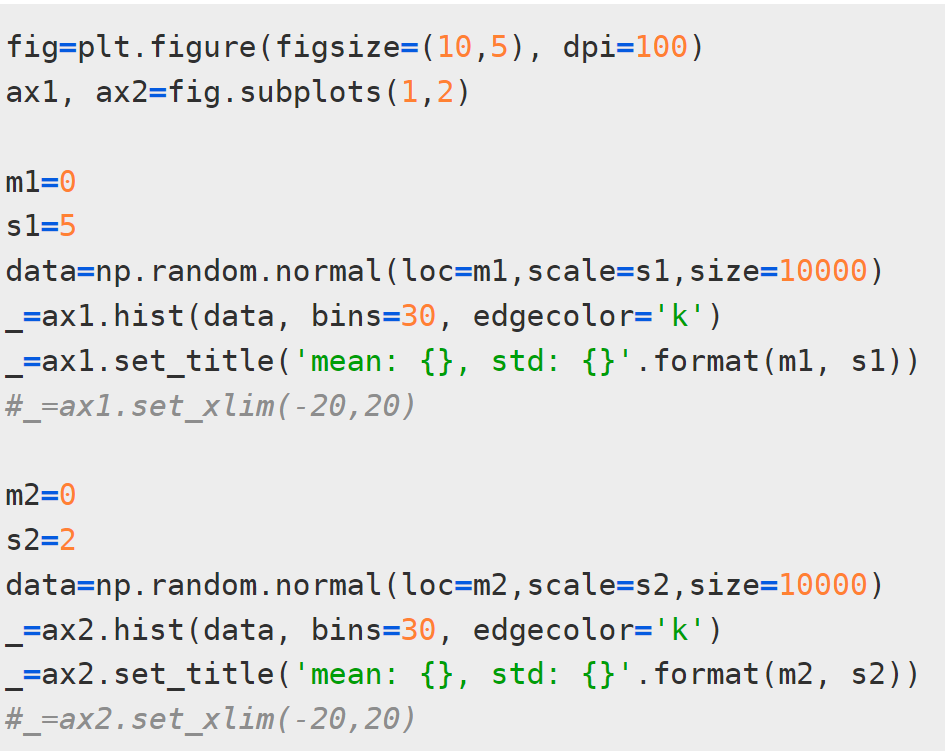 fig=plt.figure(figsize=(10,5), dpi=100)
ax1, ax2=fig.subplots(1,2)
m1=0
s1=5
data=np.random.normal(loc=m1,scale=s1,size=10000)
_=ax1.hist(data, bins=30, edgecolor='k')
_=ax1.set_title('mean: {}, std: {}'.format(m1, s1))
#_=ax1.set_xlim(-20,20)
m2=0
s2=2
data=np.random.normal(loc=m2,scale=s2,size=10000)
_=ax2.hist(data, bins=30, edgecolor='k')
_=ax2.set_title('mean: {}, std: {}'.format(m2, s2))
#_=ax2.set_xlim(-20,20)